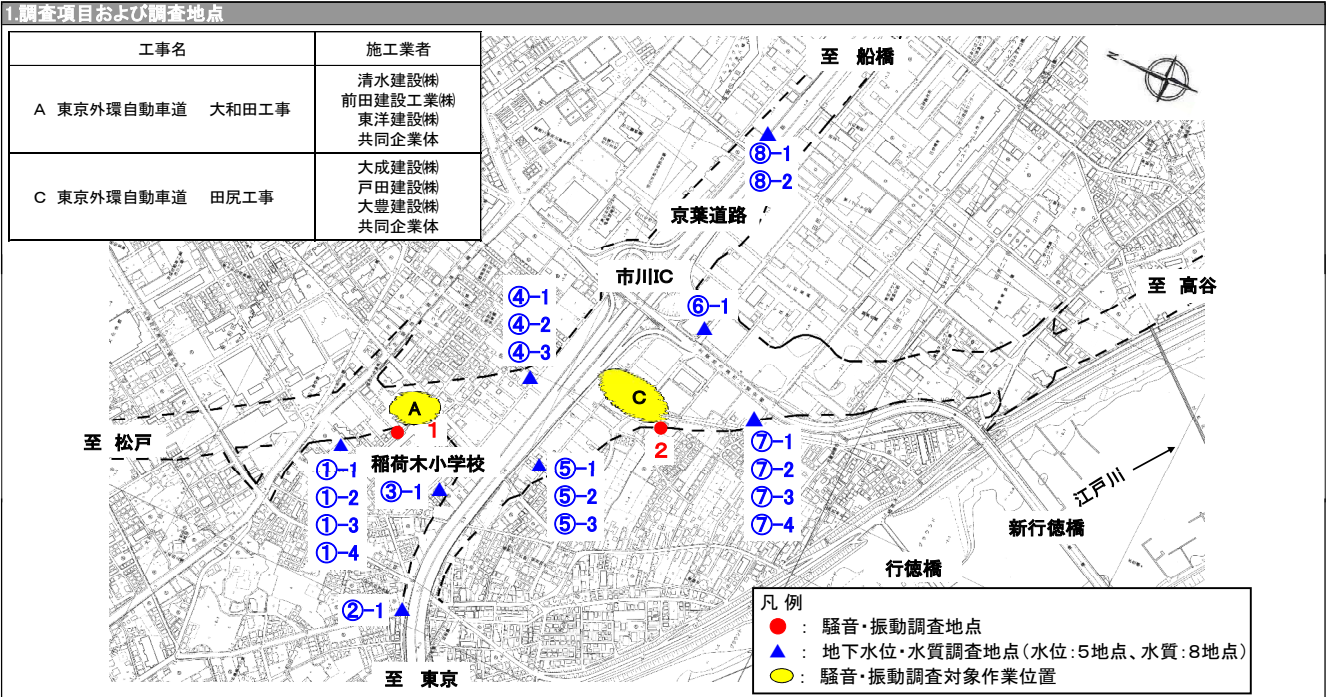 1.調査項目および調査地点
工事名 施工業者
A 東京外環自動車道 大和田工事
清水建設㈱
前田建設工業㈱
東洋建設㈱
共同企業体
C 東京外環自動車道 田尻工事
大成建設㈱
戸田建設㈱
大豊建設㈱
共同企業体
至 船橋
N
⑧-1
⑧-2
京葉道路
市川IC
至 高谷
④-1
④-2
④-3
⑥-1
A
C
至 松戸
1
2
稲荷木小学校
①-1
①-2
①-3
①-4
③-1
⑤-1
⑤-2
⑤-3
⑦-1
⑦-2
⑦-3
⑦-4
江戸川
新行徳橋
行徳橋
②-1
至 東京
凡 例
： 騒音・振動調査地点
： 地下水位・水質調査地点(水位：5地点、水質：8地点)
： 騒音・振動調査対象作業位置